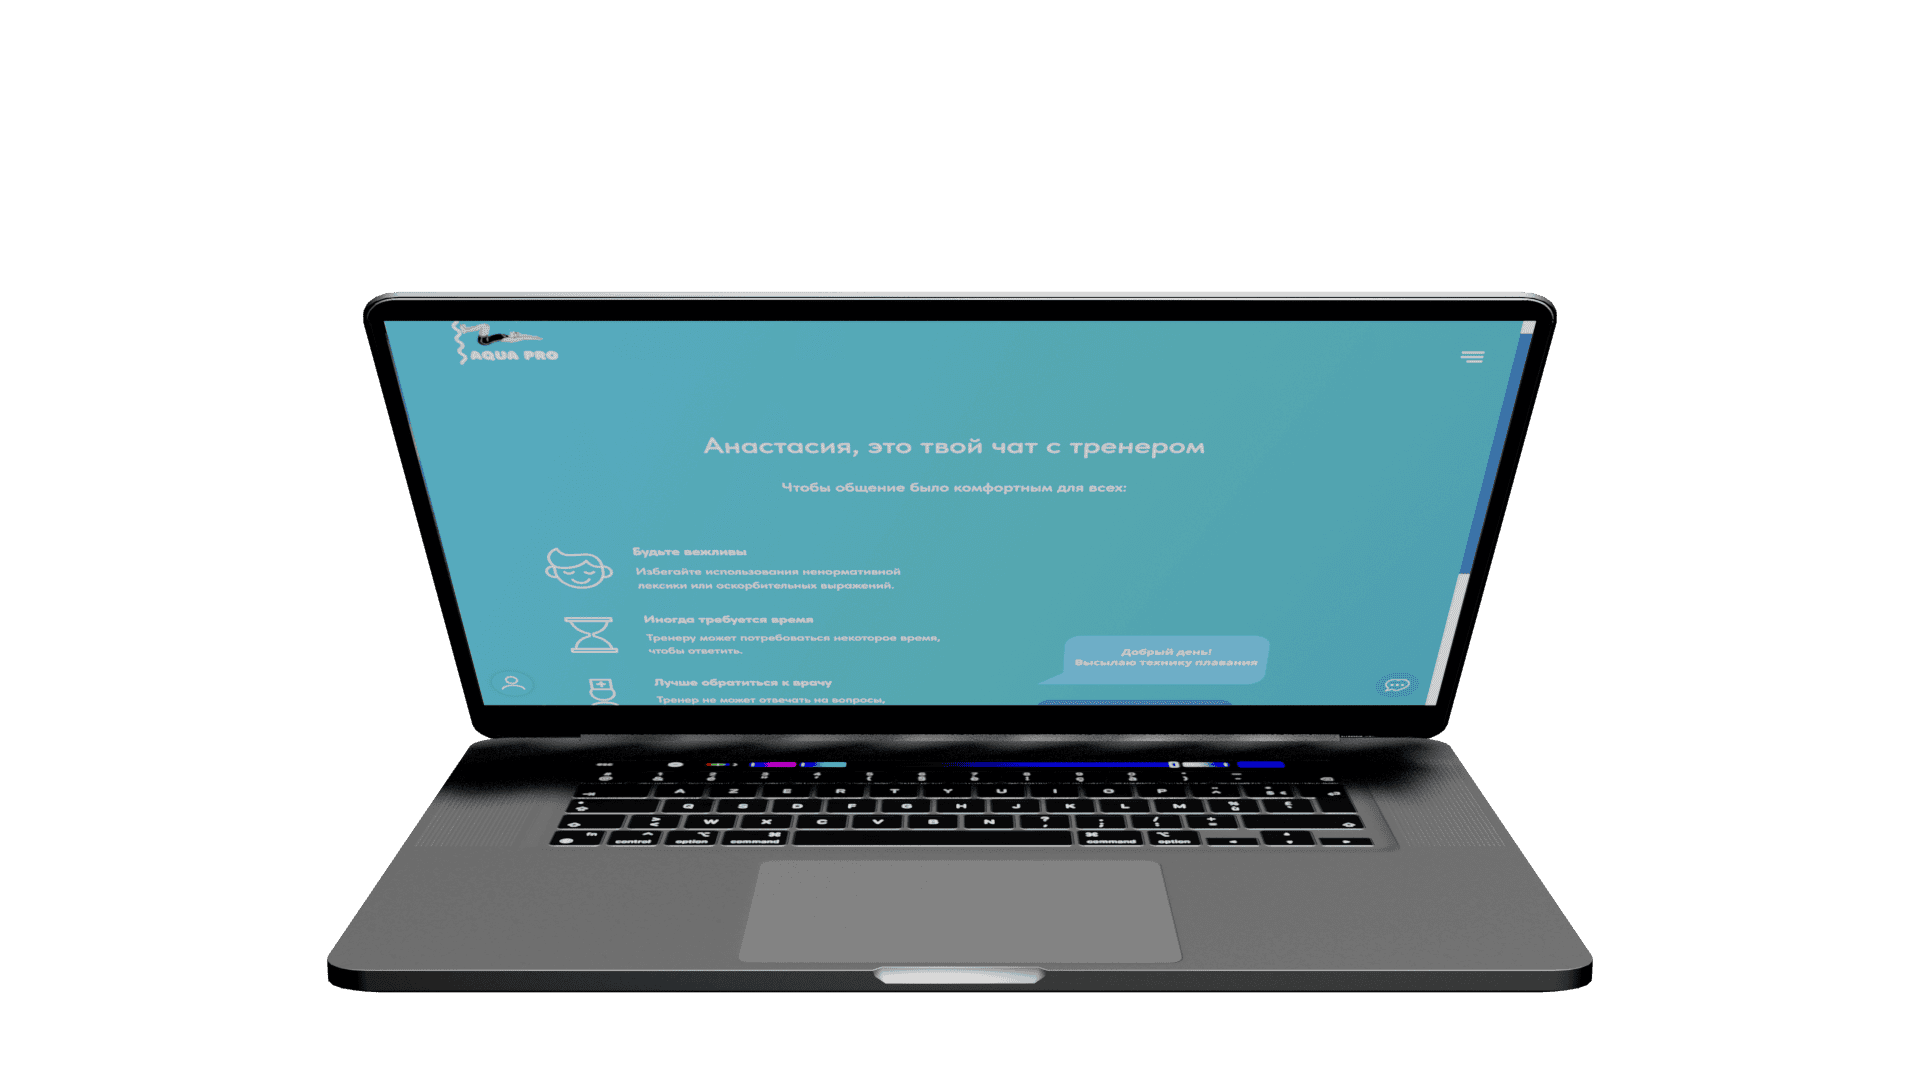 AQUA PRO
Анастасия, это твой чат с тренером
Чтобы общение было комфортным для всех:
Будьте вежливы
Избегайте использования ненормативной
лексики или оскорбительных выражений.
Иногда требуется время
Тренеру может потребоваться некоторое время,
чтобы ответить.
Лучше обратиться к врачу
Тренер не может отвечать на вопросы,
Добрый день!
Высылаю технику плавания
A Z E R T Y U I O P
Q S D F G H J K L M
W X C V B N ? ; /
fn control option command command option